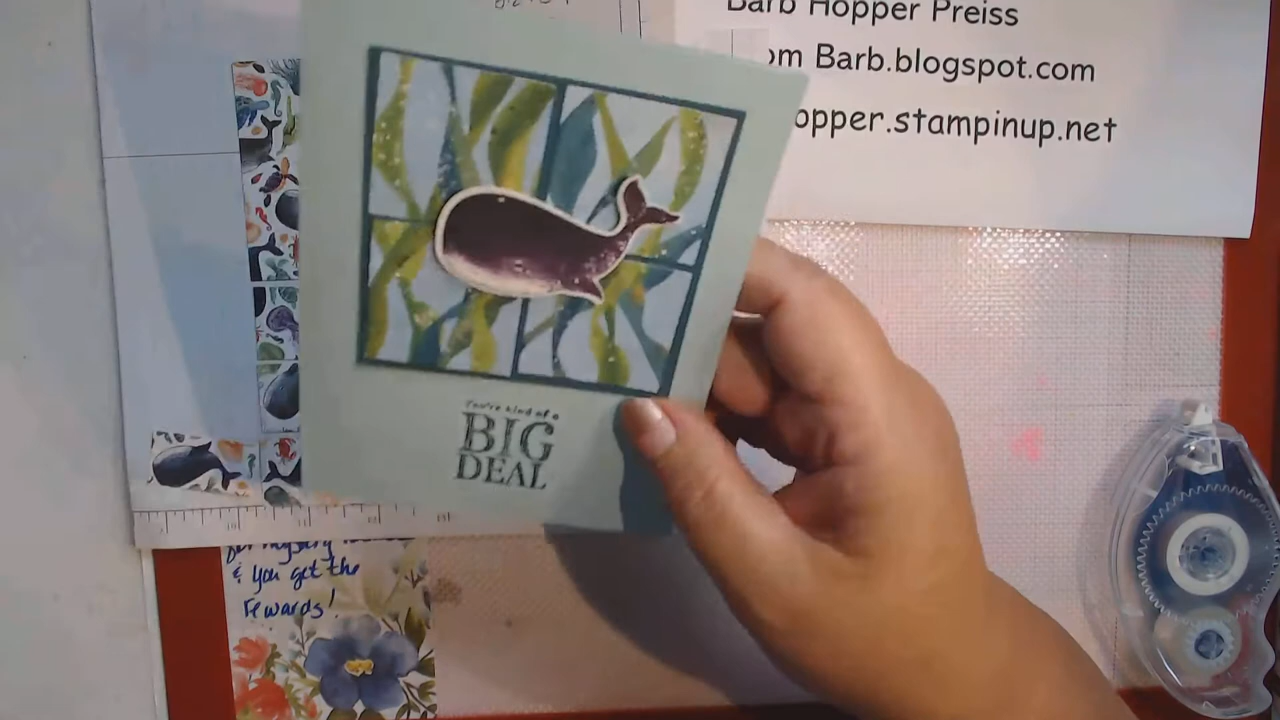 Barb Hopper Preiss
om Barb.blogspot.com
opper.stampinup.net
You're kind of a
BIG
DEAL
& you get the
rewards!